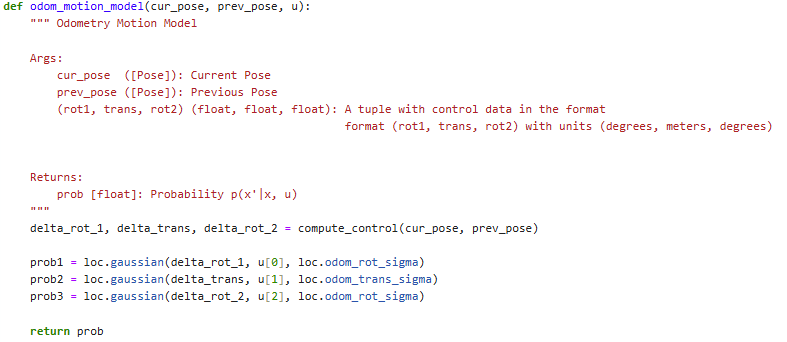 def odom_motion_model(cur_pose, prev_pose, u):
    """ Odometry Motion Model

    Args:
        cur_pose  ([Pose]): Current Pose
        prev_pose ([Pose]): Previous Pose
        (rot1, trans, rot2) (float, float, float): A tuple with control data in the format
                                                   format (rot1, trans, rot2) with units (degrees, meters, degrees)


    Returns:
        prob [float]: Probability p(x'|x, u)
    """
    delta_rot_1, delta_trans, delta_rot_2 = compute_control(cur_pose, prev_pose)

    prob1 = loc.gaussian(delta_rot_1, u[0], loc.odom_rot_sigma)
    prob2 = loc.gaussian(delta_trans, u[1], loc.odom_trans_sigma)
    prob3 = loc.gaussian(delta_rot_2, u[2], loc.odom_rot_sigma)

    return prob